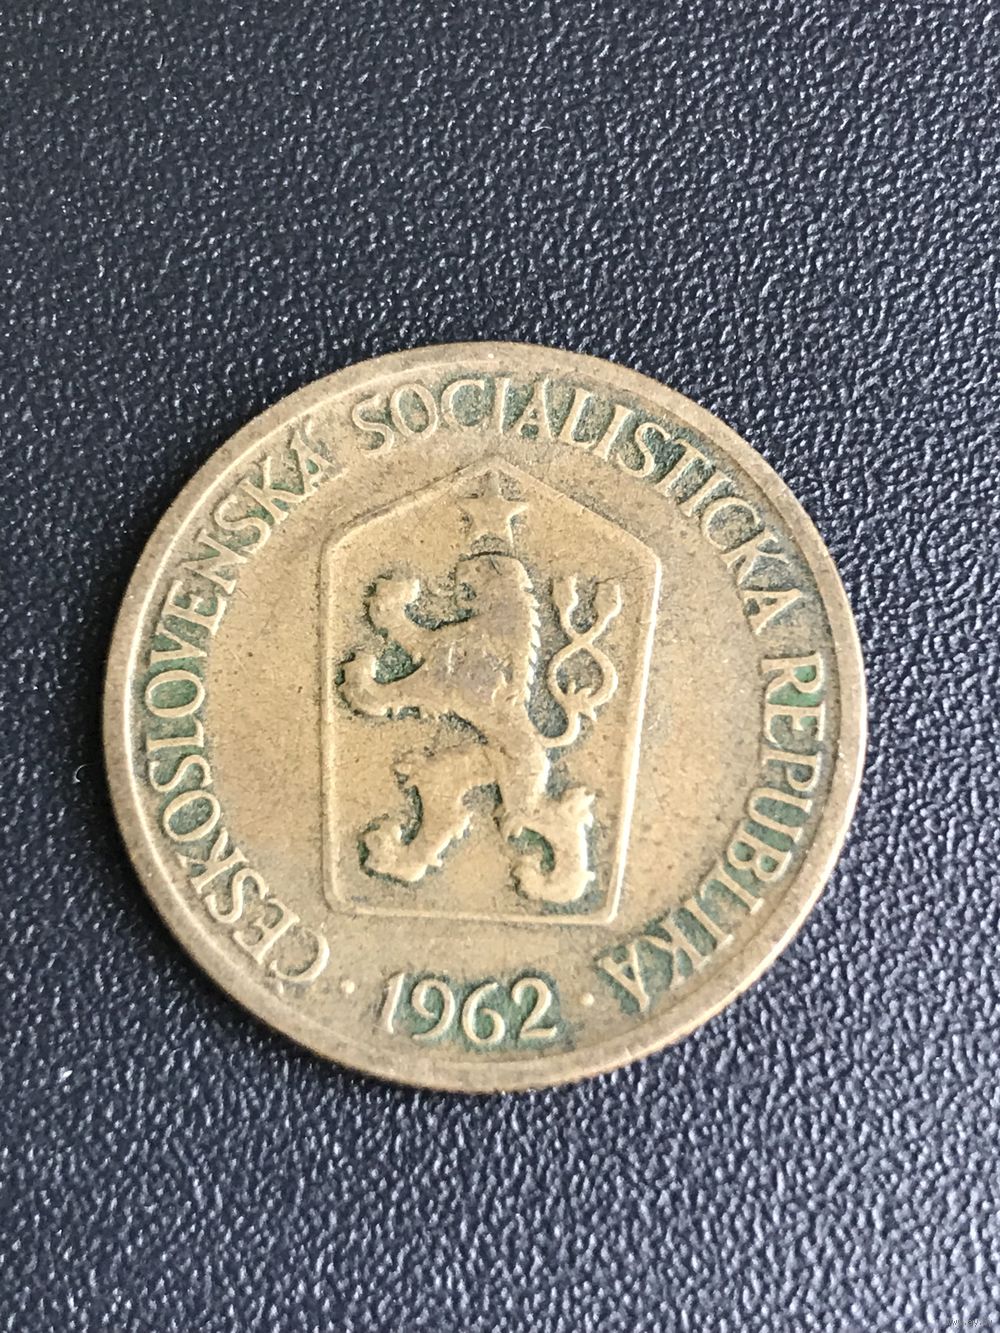 ČESKOSLOVENSKÁ SOCIALISTICKÁ REPUBLIKA
· 1962 ·